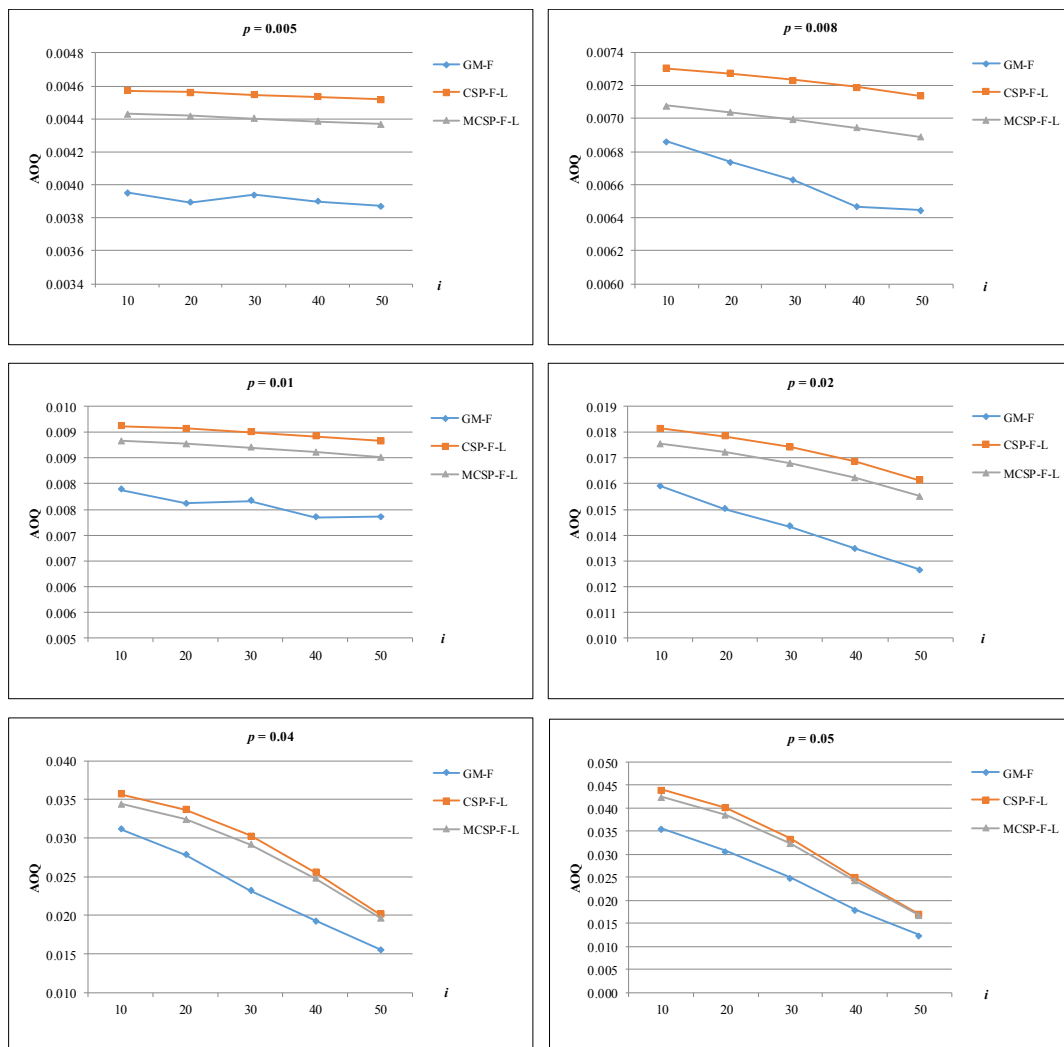 p = 0.005
0.0048
0.0046
0.0044
0.0042
0.0040
0.0038
0.0036
0.0034
AOQ
10 20 30 40 50
i
GM-F
CSP-F-L
MCSP-F-L
p = 0.008
0.0074
0.0072
0.0070
0.0068
0.0066
0.0064
0.0062
0.0060
AOQ
10 20 30 40 50
i
GM-F
CSP-F-L
MCSP-F-L
p = 0.01
0.010
0.009
0.009
0.008
0.008
0.007
0.007
0.006
0.006
0.005
AOQ
10 20 30 40 50
i
GM-F
CSP-F-L
MCSP-F-L
p = 0.02
0.019
0.018
0.017
0.016
0.015
0.014
0.013
0.012
0.011
0.010
AOQ
10 20 30 40 50
i
GM-F
CSP-F-L
MCSP-F-L
p = 0.04
0.040
0.035
0.030
0.025
0.020
0.015
0.010
AOQ
10 20 30 40 50
i
GM-F
CSP-F-L
MCSP-F-L
p = 0.05
0.050
0.045
0.040
0.035
0.030
0.025
0.020
0.015
0.010
0.005
0.000
AOQ
10 20 30 40 50
i
GM-F
CSP-F-L
MCSP-F-L